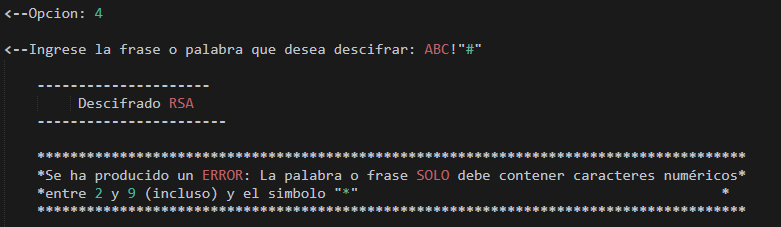 <--Opcion: 4
<--Ingrese la frase o palabra que desea descifrar: ABC!"#"
---------------------
Descifrado RSA
-----------------------
**************************************************************************************
*Se ha producido un ERROR: La palabra o frase SOLO debe contener caracteres numéricos*
*entre 2 y 9 (incluso) y el simbolo "*" *
**************************************************************************************